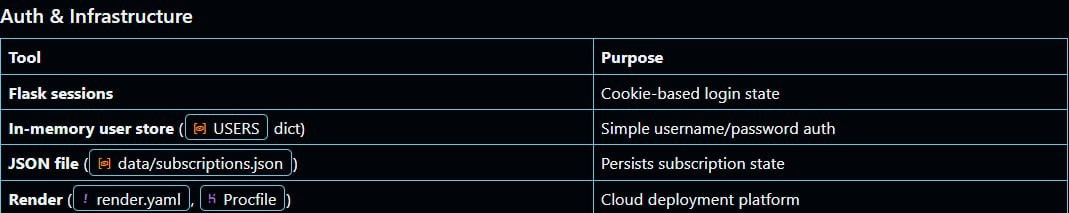 Auth & Infrastructure
Tool Purpose
Flask sessions Cookie-based login state
In-memory user store (USERS dict) Simple username/password auth
JSON file (data/subscriptions.json) Persists subscription state
Render (! render.yaml, Procfile) Cloud deployment platform